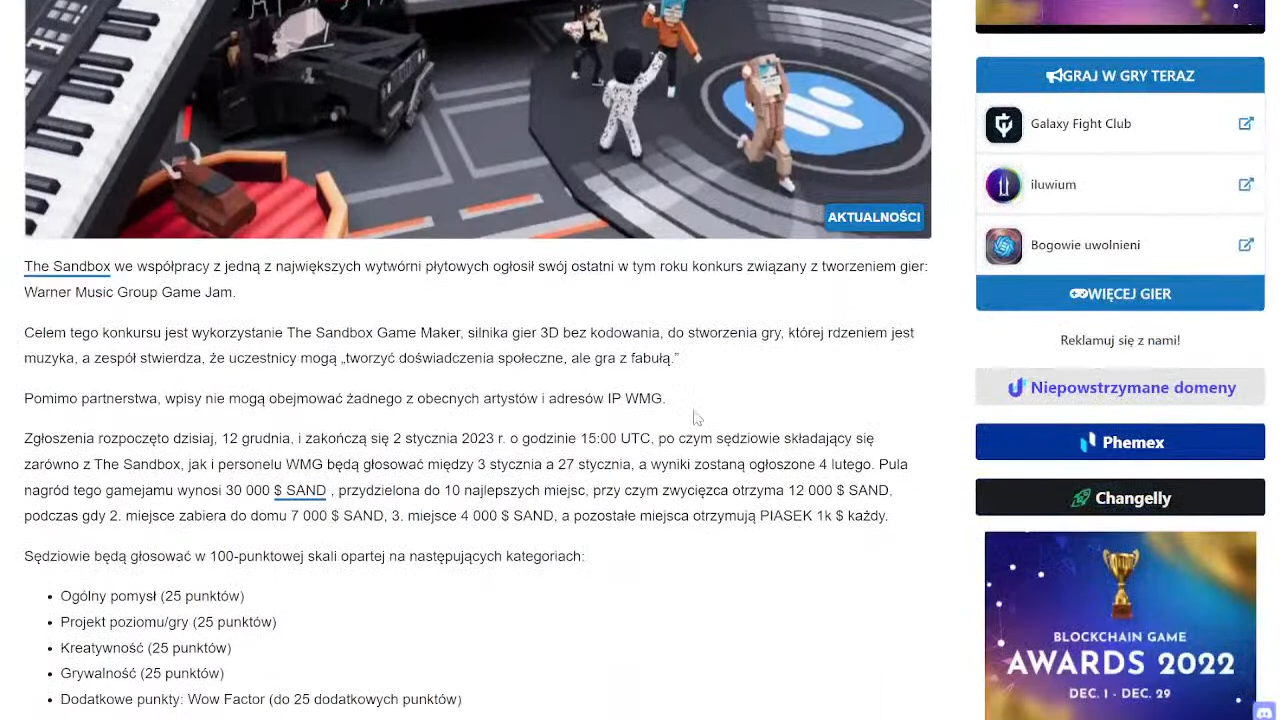 AKTUALNOŚCI
The Sandbox we współpracy z jedną z największych wytwórni płytowych ogłosił swój ostatni w tym roku konkurs związany z tworzeniem gier:
Warner Music Group Game Jam.
Celem tego konkursu jest wykorzystanie The Sandbox Game Maker, silnika gier 3D bez kodowania, do stworzenia gry, której rdzeniem jest
muzyka, a zespół stwierdza, że uczestnicy mogą „tworzyć doświadczenia społeczne, ale gra z fabułą.”
Pomimo partnerstwa, wpisy nie mogą obejmować żadnego z obecnych artystów i adresów IP WMG.
Zgłoszenia rozpoczęto dzisiaj, 12 grudnia, i zakończą się 2 stycznia 2023 r. o godzinie 15:00 UTC, po czym sędziowie składający się
zarówno z The Sandbox, jak i personelu WMG będą głosować między 3 stycznia a 27 stycznia, a wyniki zostaną ogłoszone 4 lutego. Pula
nagród tego gamejamu wynosi 30 000 $ SAND , przydzielona do 10 najlepszych miejsc, przy czym zwycięzca otrzyma 12 000 $ SAND,
podczas gdy 2. miejsce zabiera do domu 7 000 $ SAND, 3. miejsce 4 000 $ SAND, a pozostałe miejsca otrzymują PIASEK 1k $ każdy.
Sędziowie będą głosować w 100-punktowej skali opartej na następujących kategoriach:
• Ogólny pomysł (25 punktów)
• Projekt poziomu/gry (25 punktów)
• Kreatywność (25 punktów)
• Grywalność (25 punktów)
• Dodatkowe punkty: Wow Factor (do 25 dodatkowych punktów)
GRAJ W GRY TERAZ
Galaxy Fight Club
iluwium
Bogowie uwolnieni
WIĘCEJ GIER
Reklamuj się z nami!
Niepowstrzymane domeny
Phemex
Changelly
BLOCKCHAIN GAME
AWARDS 2022
DEC. 1 - DEC. 29